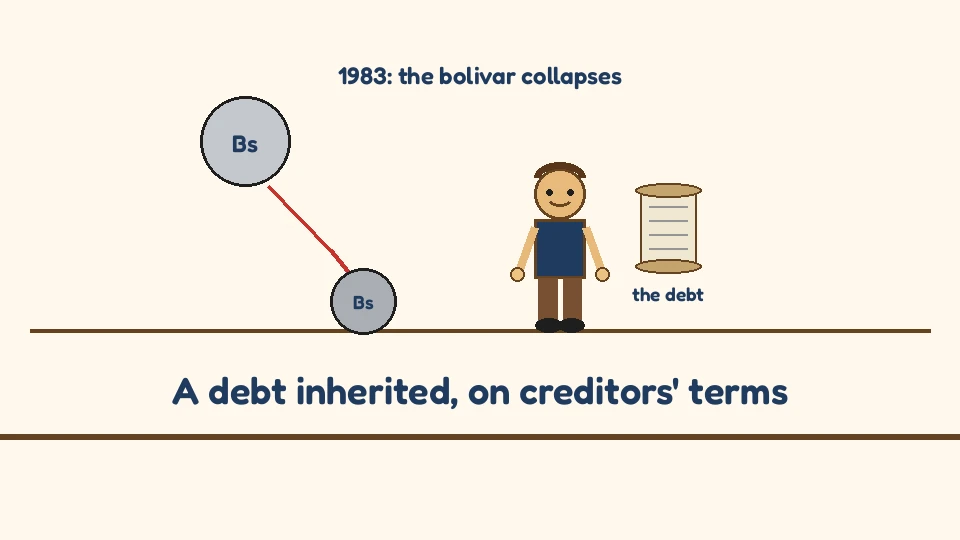 1983: the bolivar collapses
Bs
Bs
the debt
A debt inherited, on creditors' terms